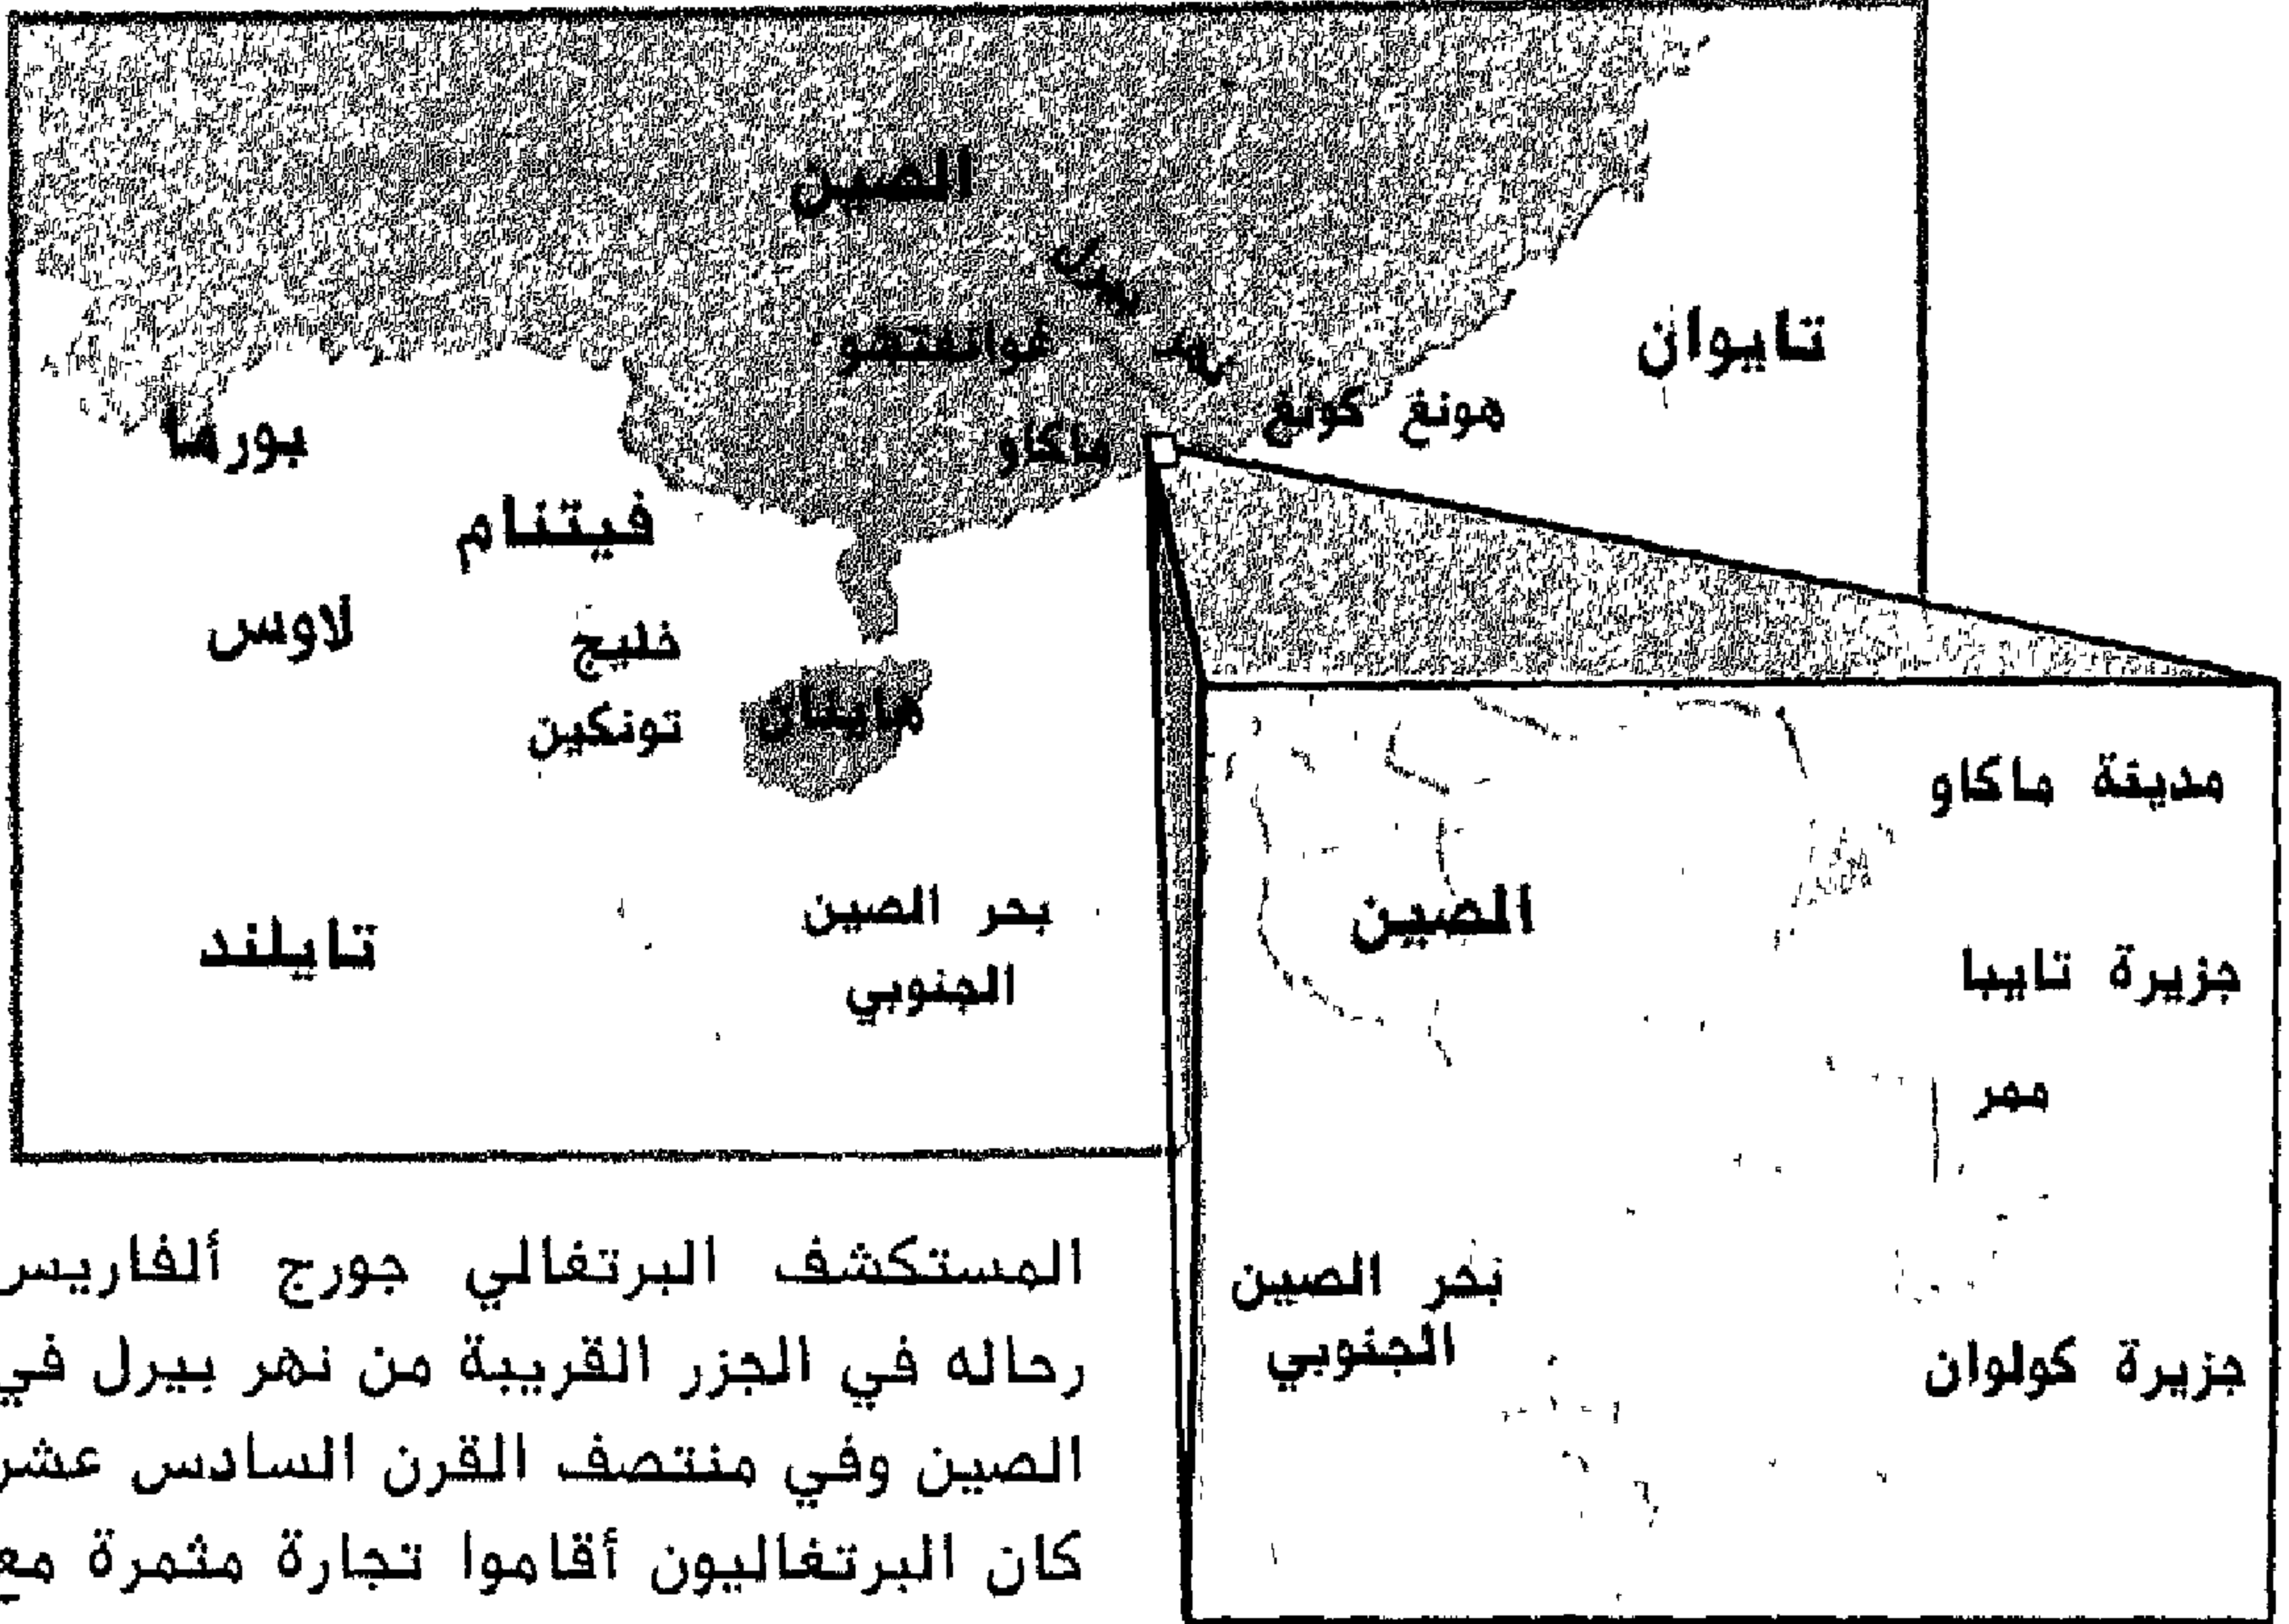 الصين
بيرل
نهر
غوانغتشو
تايوان
هونغ كونغ
ماكاو
بورما
فيتنام
لاوس
خليج
تونكين
هاينان
بحر الصين
الجنوبي
تايلند
مدينة ماكاو
الصين
جزيرة تايبا
ممر
بحر الصين
الجنوبي
جزيرة كولوان
المستكشف البرتغالي جورج ألفاريس
رحاله في الجزر القريبة من نهر بيرل في
الصين وفي منتصف القرن السادس عشر
كان البرتغاليون أقاموا تجارة مثمرة مع